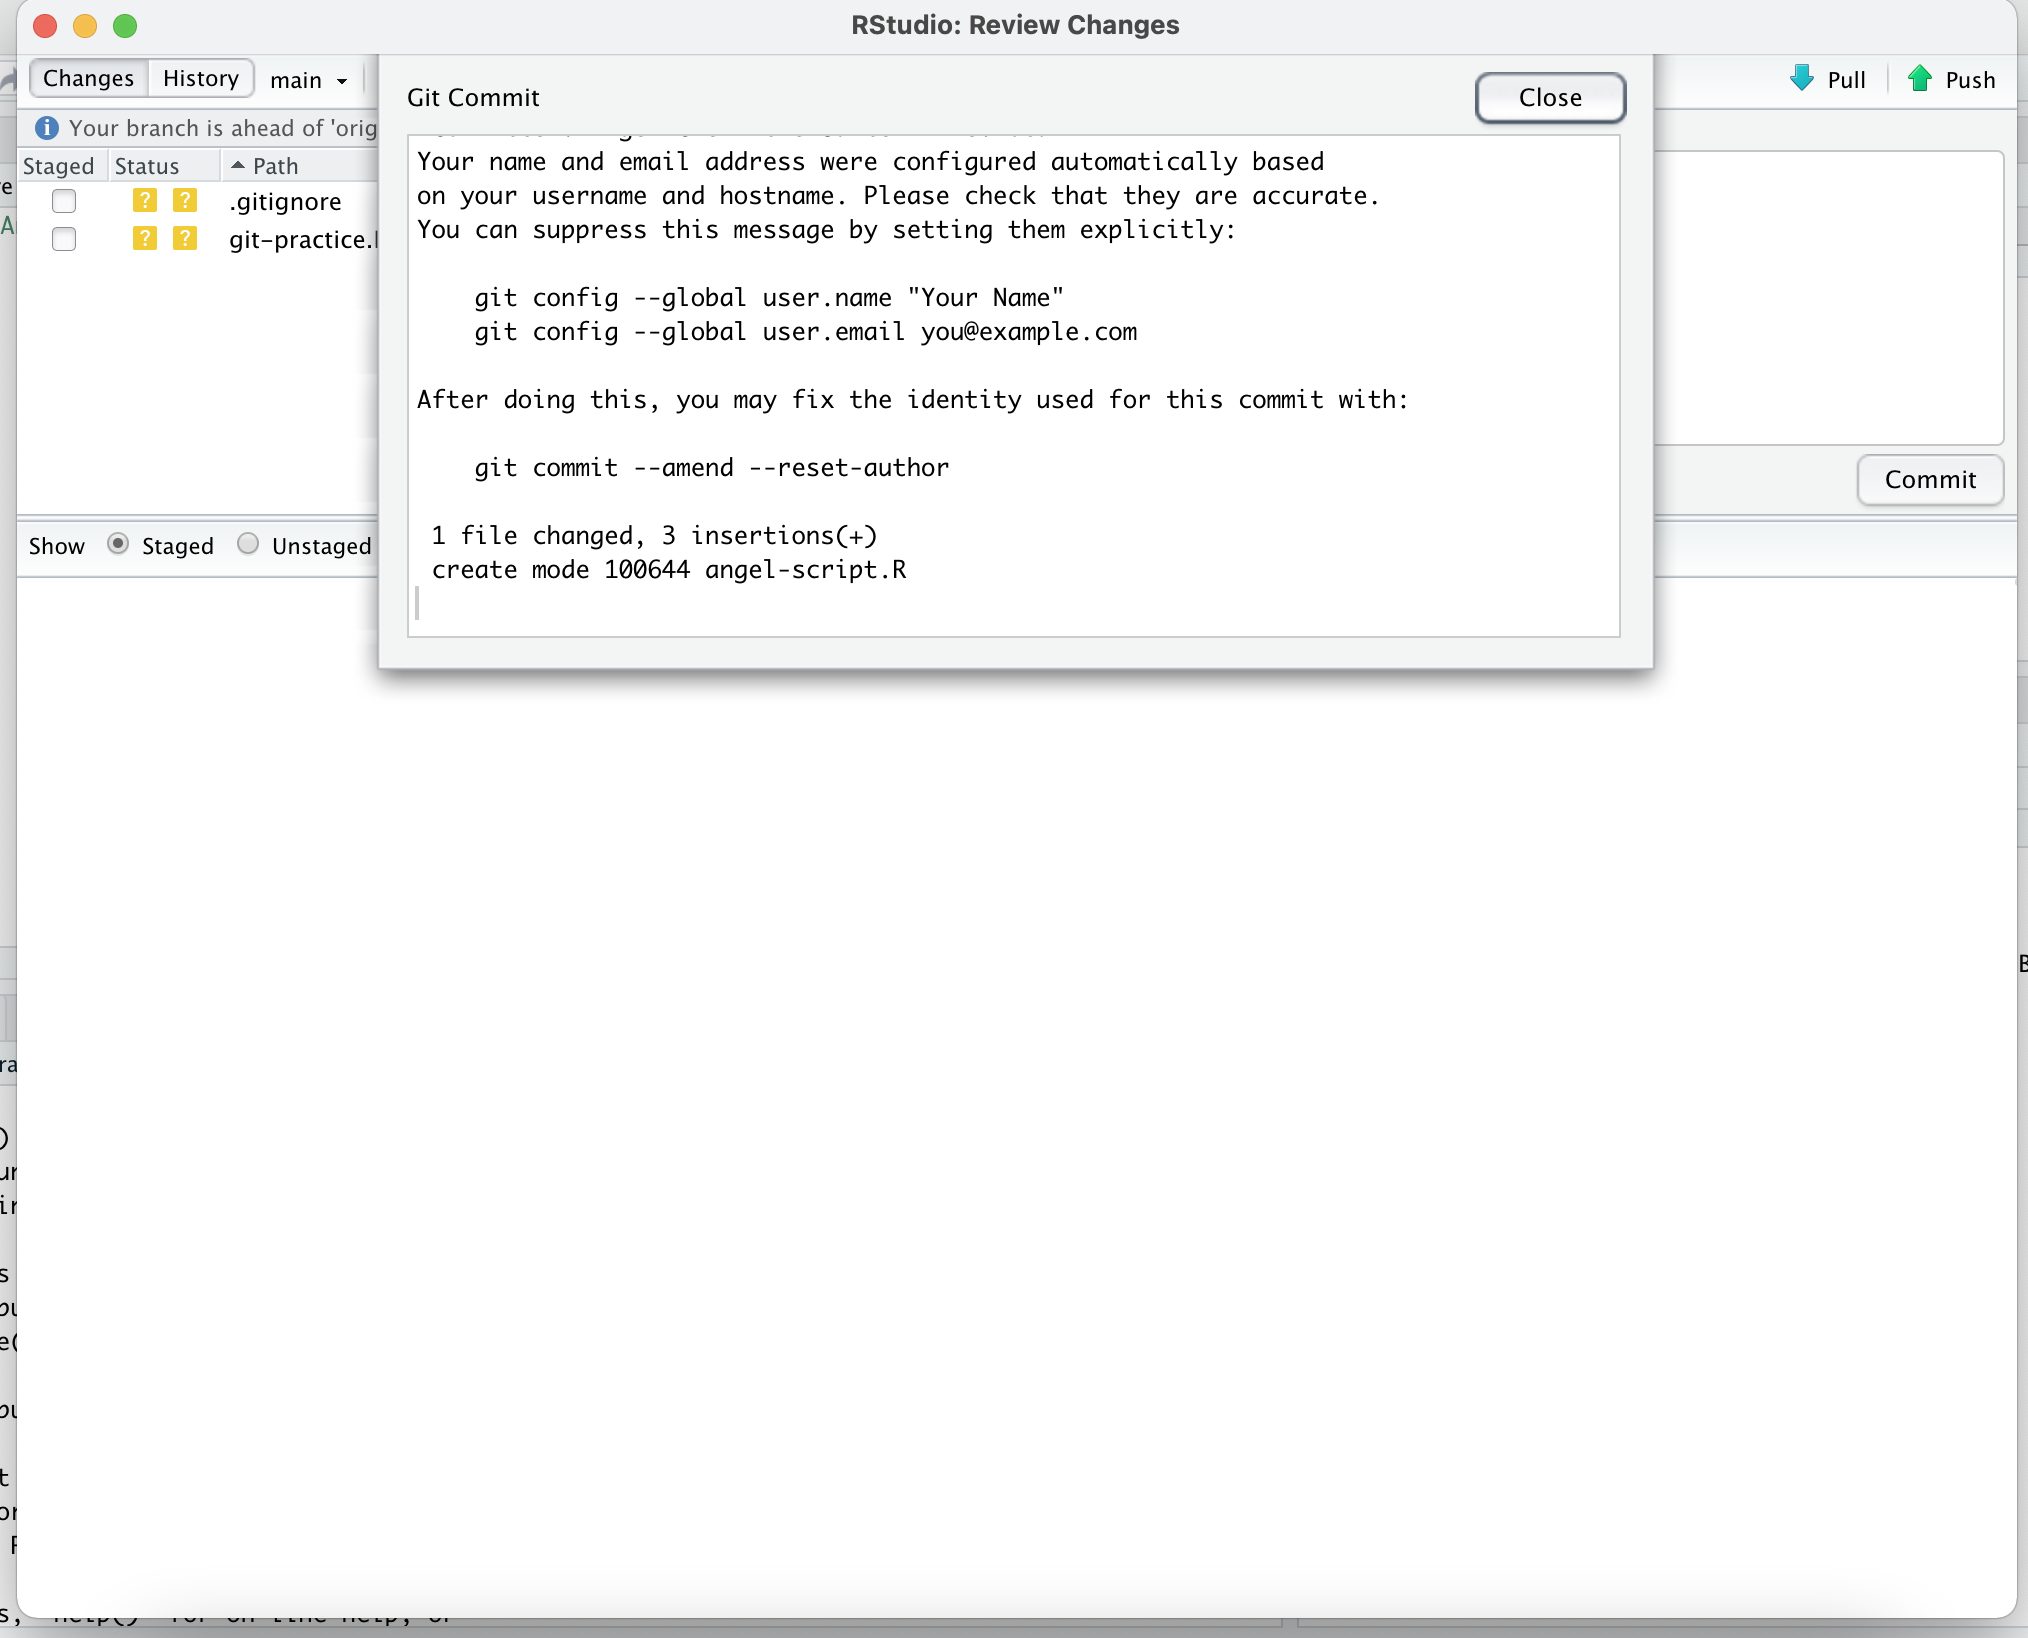 RStudio: Review Changes
Changes History main
Pull Push
Your branch is ahead of 'orig
Staged Status Path
? ? .gitignore
? ? git-practice.
Git Commit
Close
Your name and email address were configured automatically based
on your username and hostname. Please check that they are accurate.
You can suppress this message by setting them explicitly:
git config --global user.name "Your Name"
git config --global user.email you@example.com
After doing this, you may fix the identity used for this commit with:
git commit --amend --reset-author
1 file changed, 3 insertions(+)
create mode 100644 angel-script.R
Commit
Show Staged Unstaged